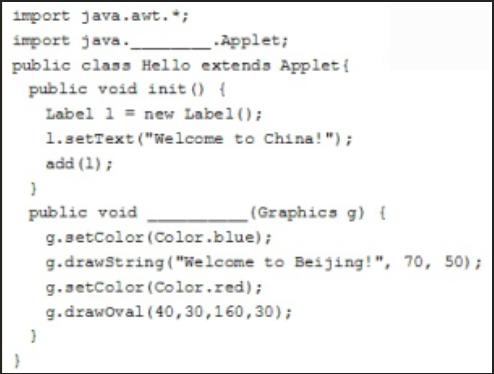 import java.awt.*;
import java.________.Applet;
public class Hello extends Applet{
public void init() {
Label l = new Label();
l.setText("Welcome to China!");
add(l);
}
public void __________(Graphics g) {
g.setColor(Color.blue);
g.drawString("Welcome to Beijing!", 70, 50);
g.setColor(Color.red);
g.drawOval(40,30,160,30);
}
}